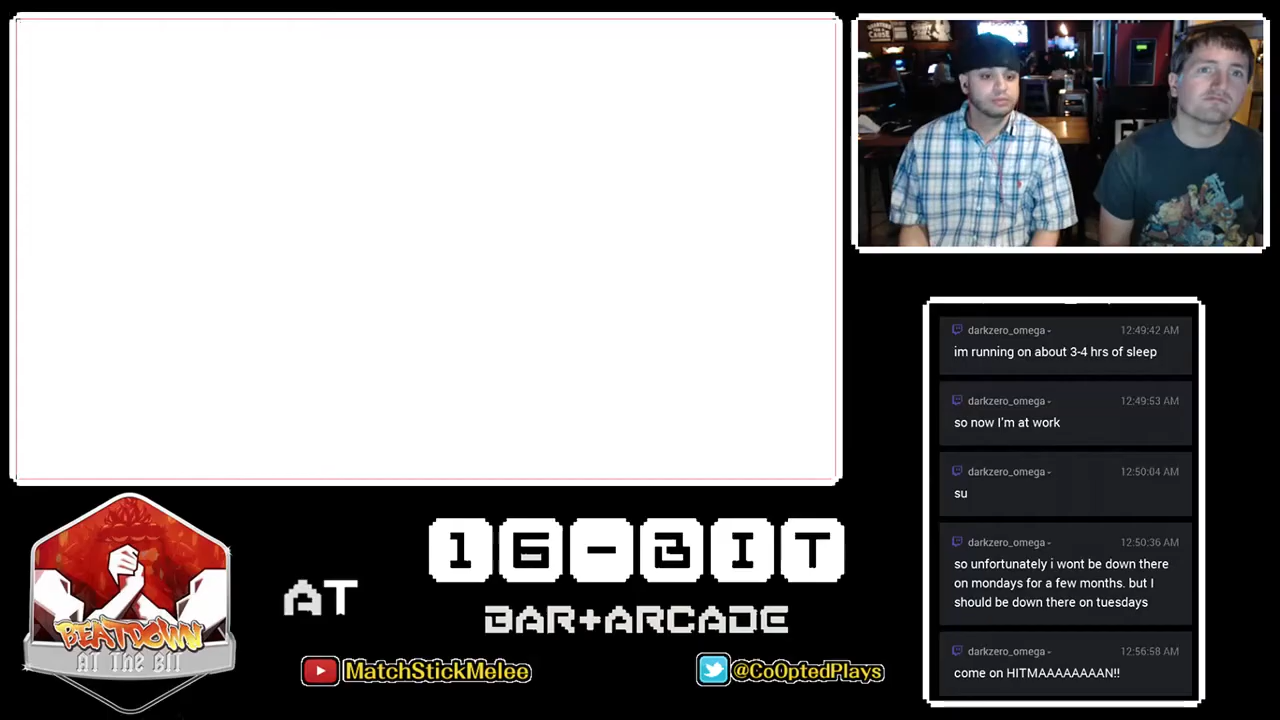 darkzero_omega
12:49:42 AM
im running on about 3-4 hrs of sleep
darkzero_omega
12:49:53 AM
so now I'm at work
darkzero_omega
12:50:04 AM
su
darkzero_omega
12:50:36 AM
so unfortunately i wont be down there
on mondays for a few months. but I
should be down there on tuesdays
darkzero_omega
12:56:58 AM
come on HITMAAAAAAAAN!!
BEATDOWN
AT THE BIT
AT
16-BIT
BAR+ARCADE
MatchStickMelee
@CoOptedPlays